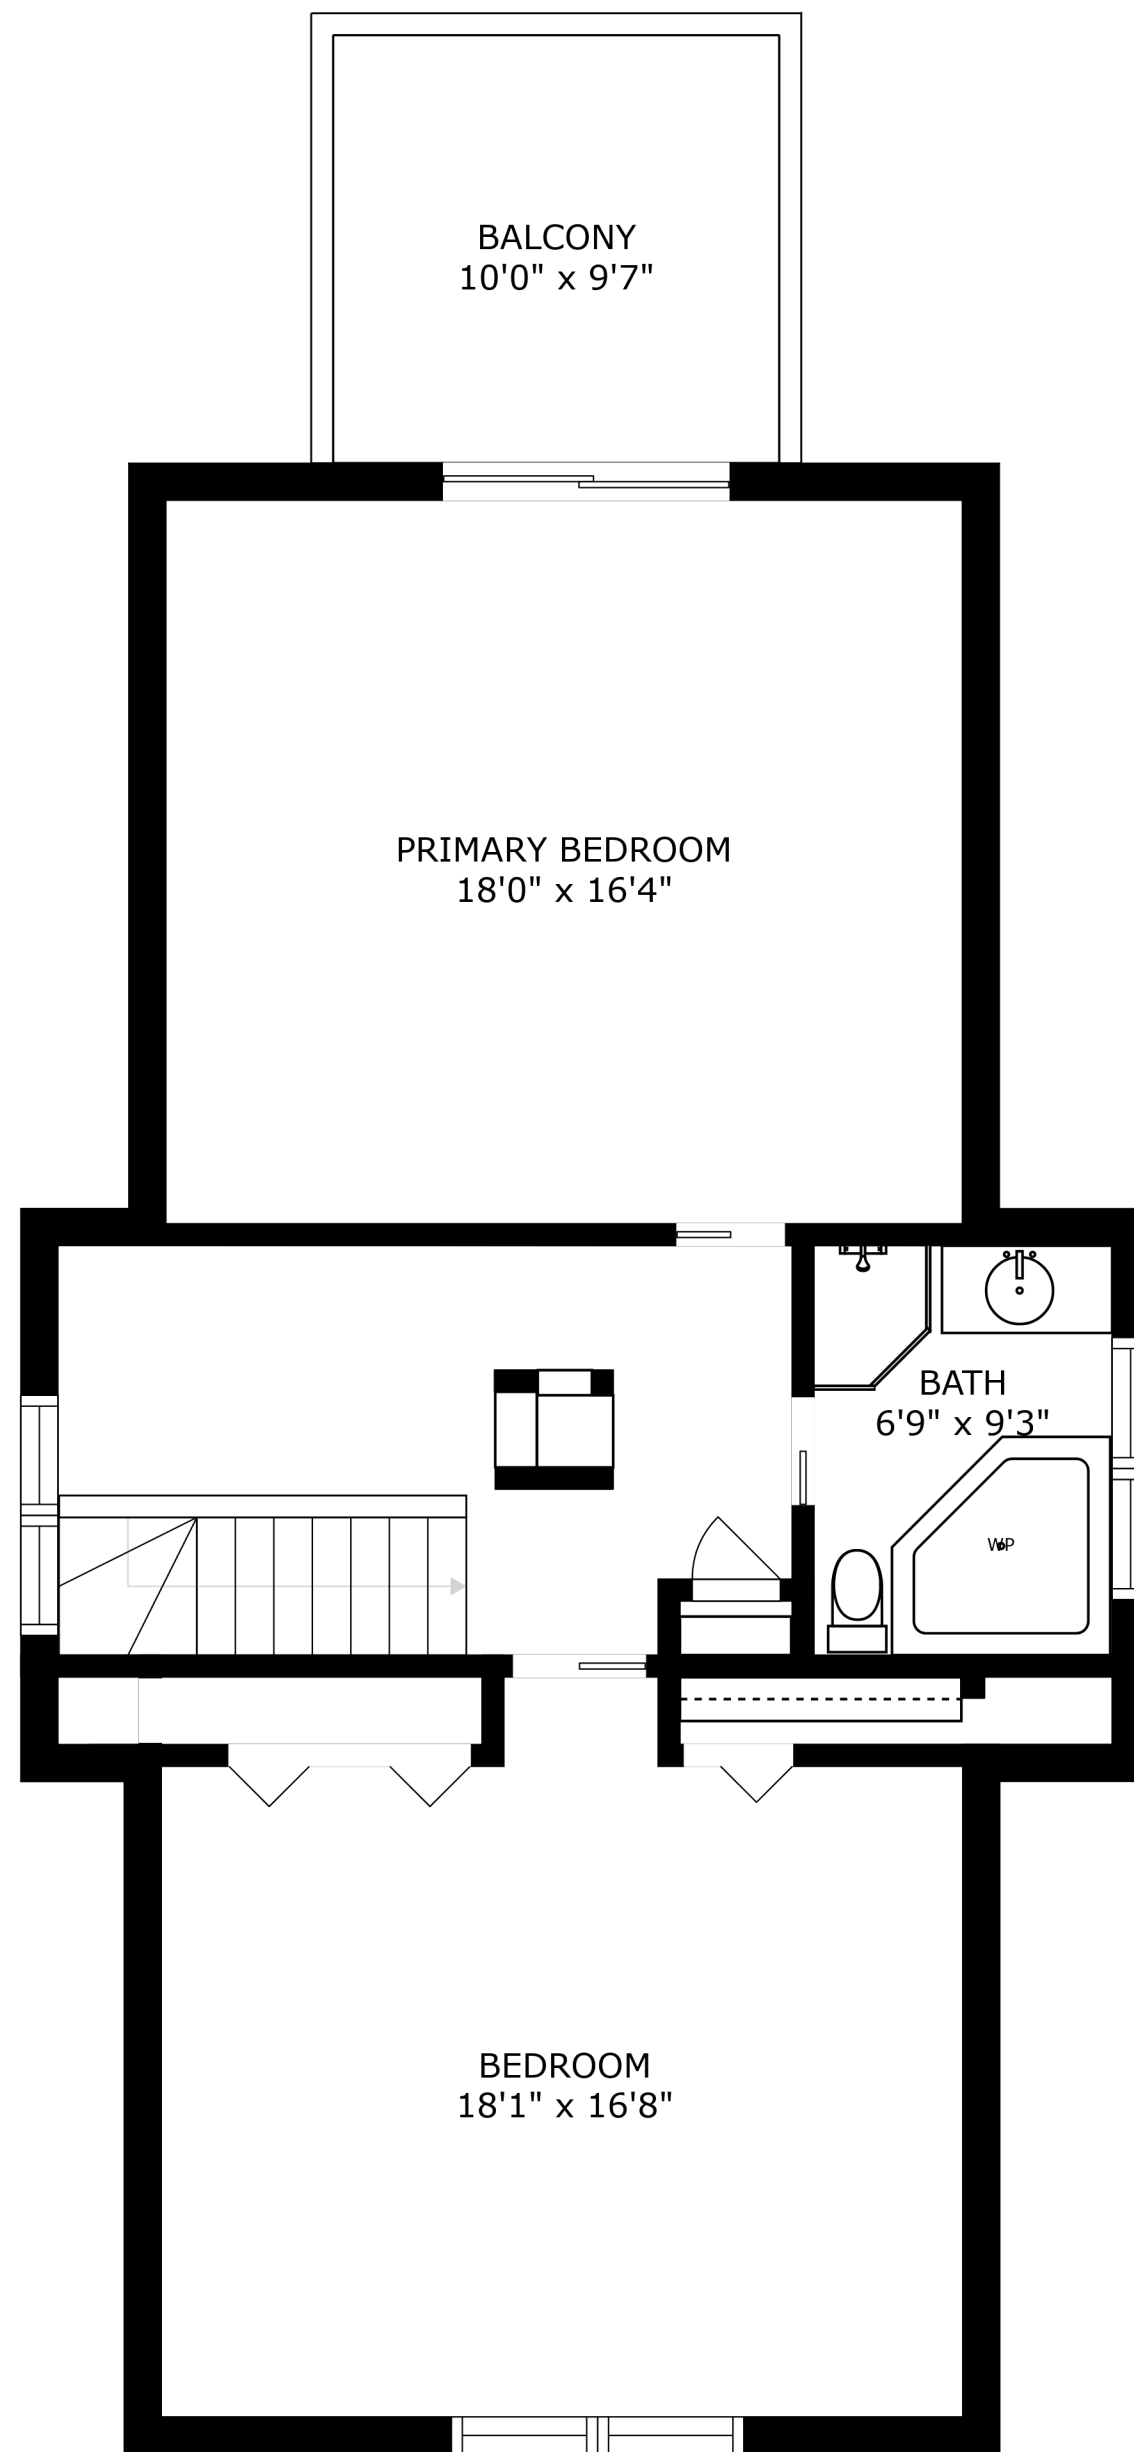 BALCONY
10'0" x 9'7"
PRIMARY BEDROOM
18'0" x 16'4"
BATH
6'9" x 9'3"
WP
BEDROOM
18'1" x 16'8"